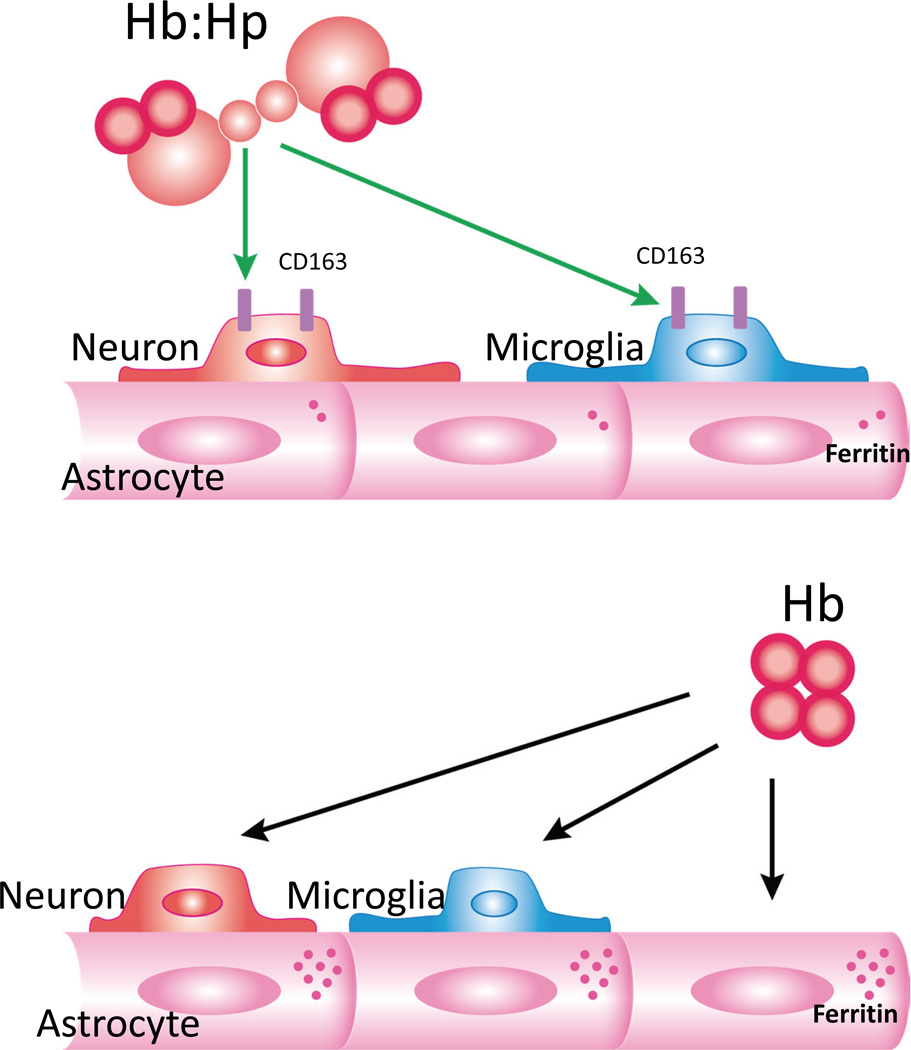 Hb:Hp
CD163
CD163
Neuron
Microglia
Ferritin
Astrocyte
Hb
Neuron
Microglia
Ferritin
Astrocyte